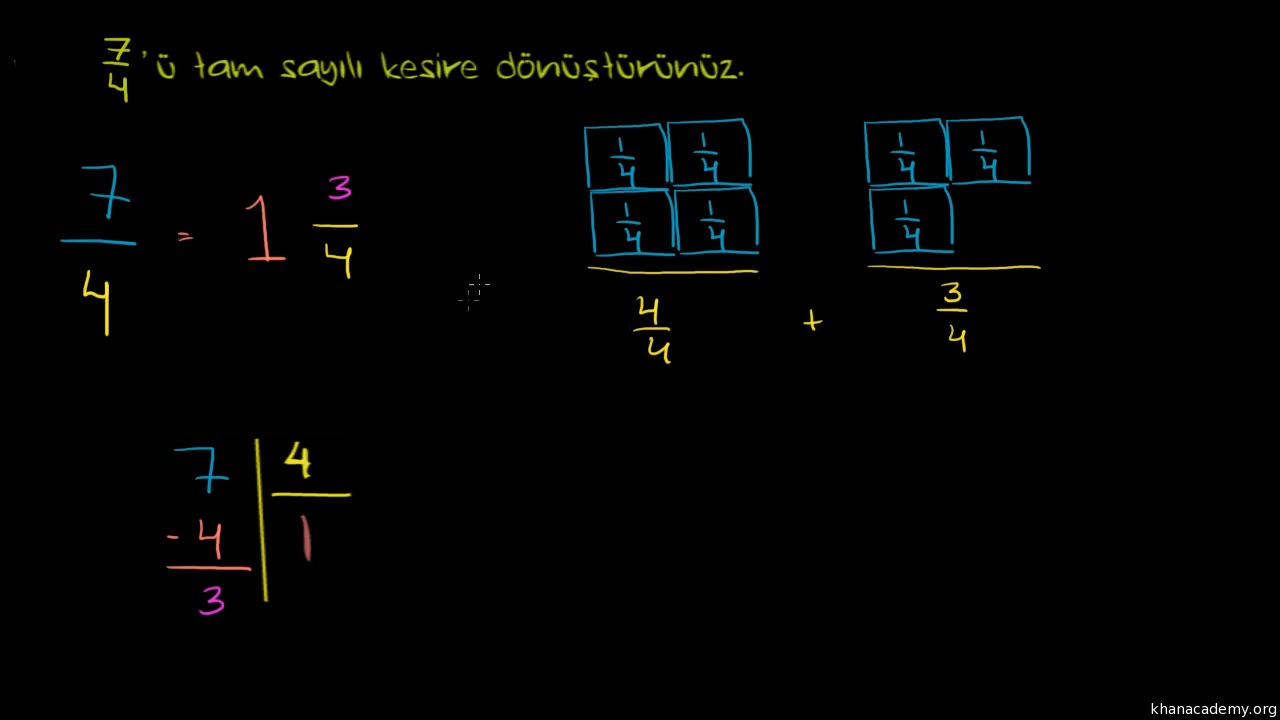 7/4 'ü tam sayılı kesire dönüştürünüz.
7/4 = 1 3/4
1/4 1/4 1/4 1/4
1/4 1/4 1/4
4/4 + 3/4
7 4
- 4 1
3
khanacademy.org